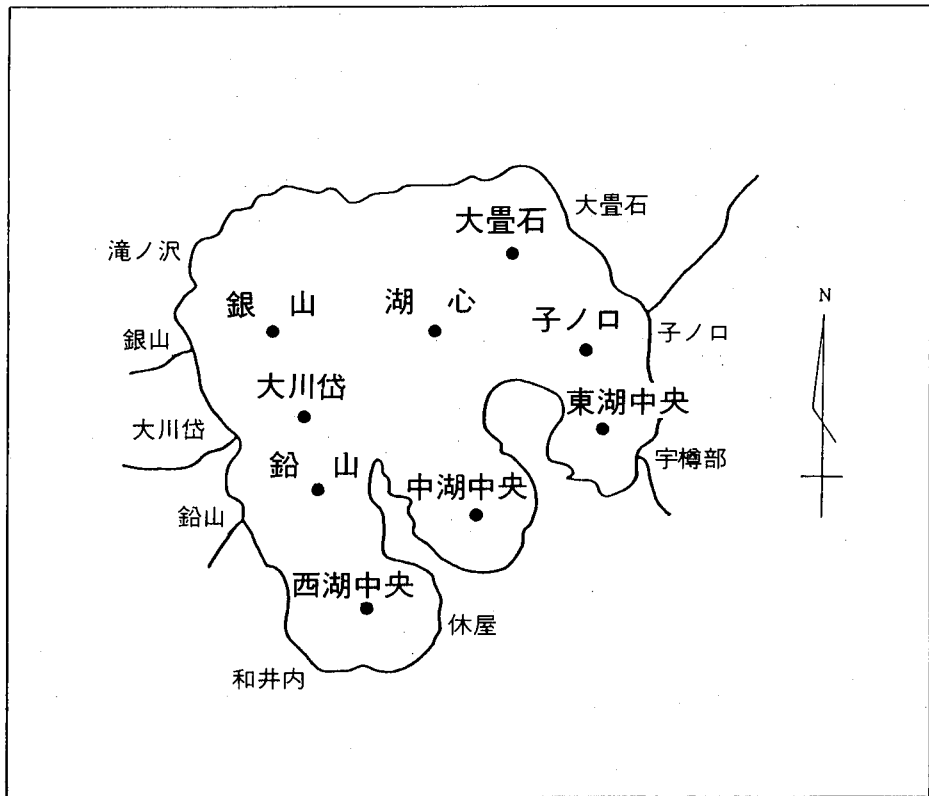 大畳石
大畳石
滝ノ沢
N
銀 山
湖 心
子ノ口
子ノ口
銀山
大川岱
東湖中央
大川岱
宇樽部
鉛 山
中湖中央
鉛山
西湖中央
休屋
和井内